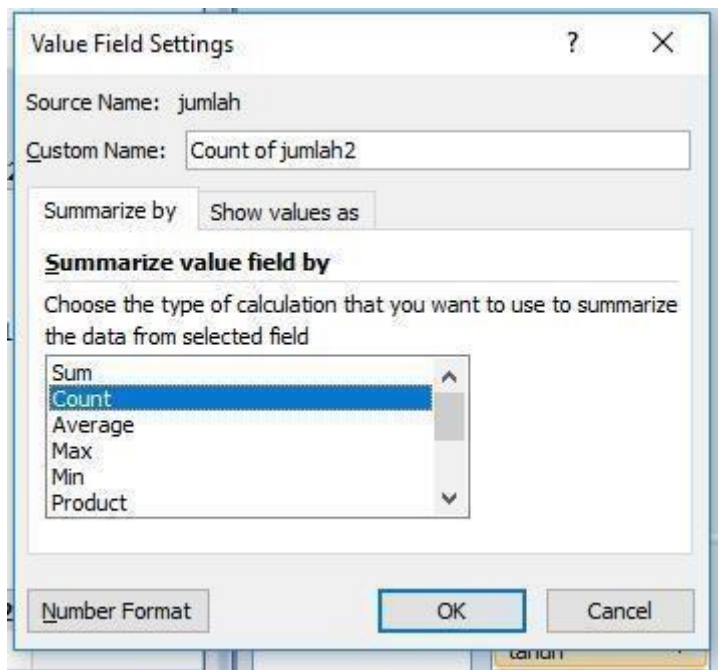 Value Field Settings ? ×
Source Name: jumlah
Custom Name: Count of jumlah2
Summarize by Show values as
Summarize value field by
Choose the type of calculation that you want to use to summarize
the data from selected field
Sum
Count
Average
Max
Min
Product
Number Format OK Cancel
tahun